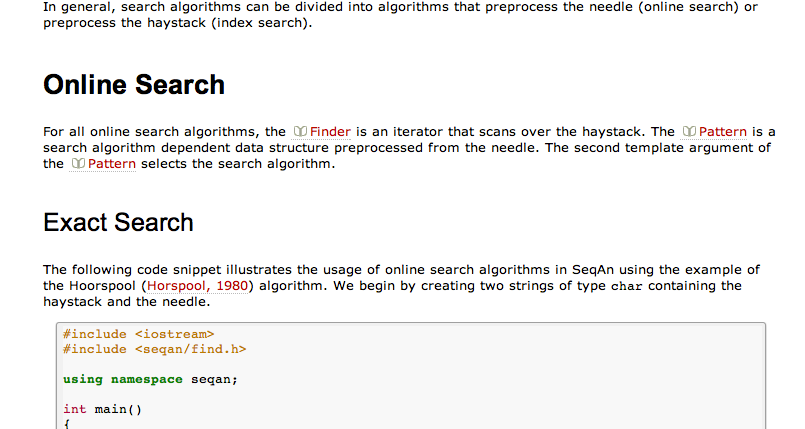 In general, search algorithms can be divided into algorithms that preprocess the needle (online search) or
preprocess the haystack (index search).
Online Search
For all online search algorithms, the Finder is an iterator that scans over the haystack. The Pattern is a
search algorithm dependent data structure preprocessed from the needle. The second template argument of
the Pattern selects the search algorithm.
Exact Search
The following code snippet illustrates the usage of online search algorithms in SeqAn using the example of
the Hoorspool (Horspool, 1980) algorithm. We begin by creating two strings of type char containing the
haystack and the needle.
#include <iostream>
#include <seqan/find.h>
using namespace seqan;
int main()
{